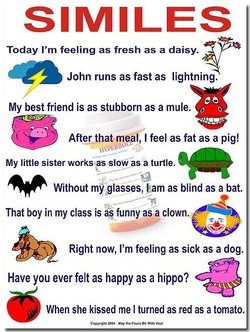 SIMILES
Today I'm feeling as fresh as a daisy.
John runs as fast as lightning.
My best friend is as stubborn as a mule.
After that meal, I feel as fat as a pig!
HYPERBOLE
My little sister works as slow as a turtle.
Without my glasses, I am as blind as a bat.
That boy in my class is as funny as a clown.
Right now, I'm feeling as sick as a dog.
Have you ever felt as happy as a hippo?
When she kissed me I turned as red as a tomato.
Copyright 2004 May the Fours Be With You!